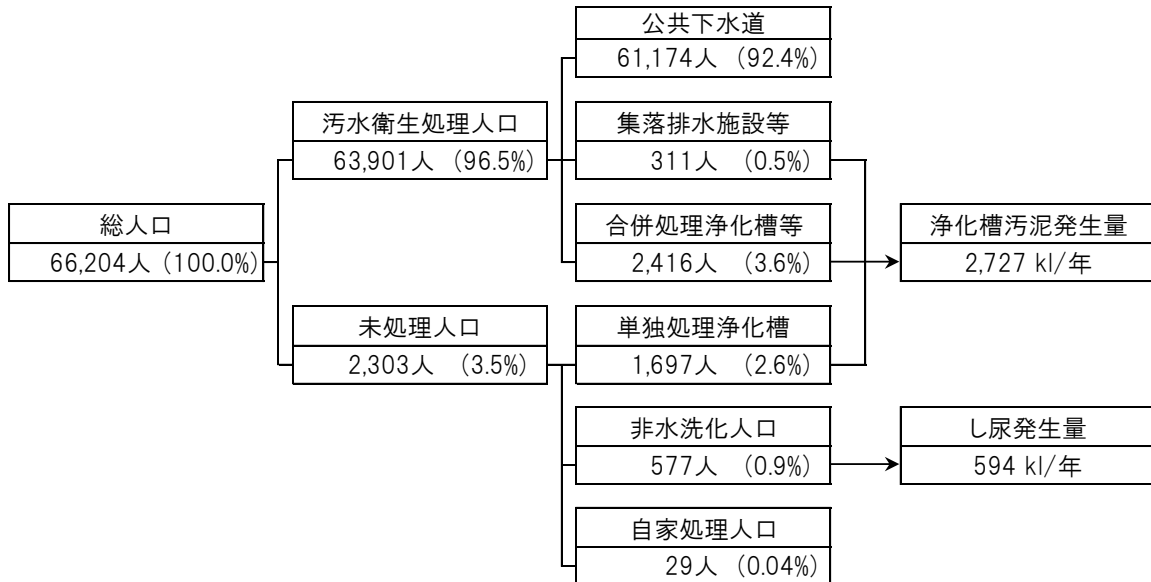 公共下水道
61,174人 (92.4%)
汚水衛生処理人口
63,901人 (96.5%)
集落排水施設等
311人 (0.5%)
総人口
66,204人 (100.0%)
合併処理浄化槽等
2,416人 (3.6%)
浄化槽汚泥発生量
2,727 kl/年
未処理人口
2,303人 (3.5%)
単独処理浄化槽
1,697人 (2.6%)
非水洗化人口
577人 (0.9%)
し尿発生量
594 kl/年
自家処理人口
29人 (0.04%)